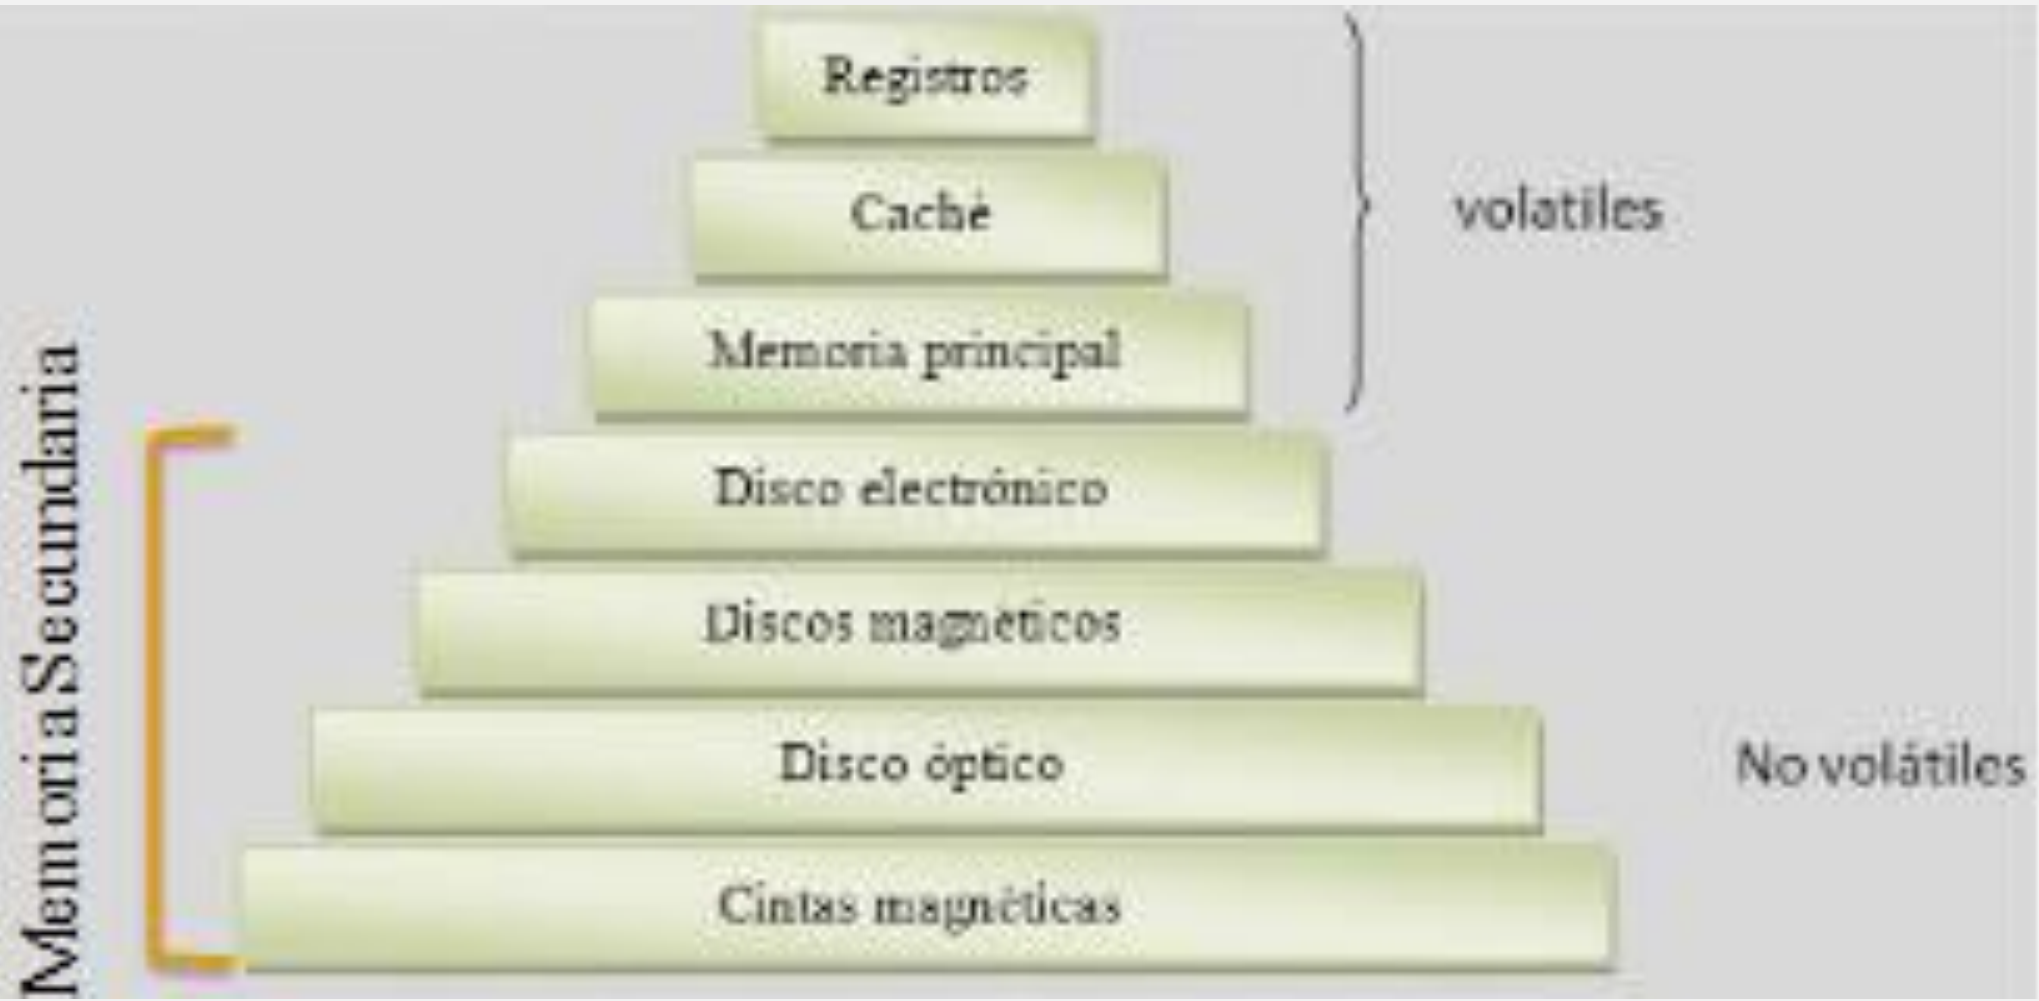 Registros
Caché
volatiles
Memoria principal
Disco electrónico
Discos magnéticos
Disco óptico
No volátiles
Cintas magnéticas
Memoria Secundaria